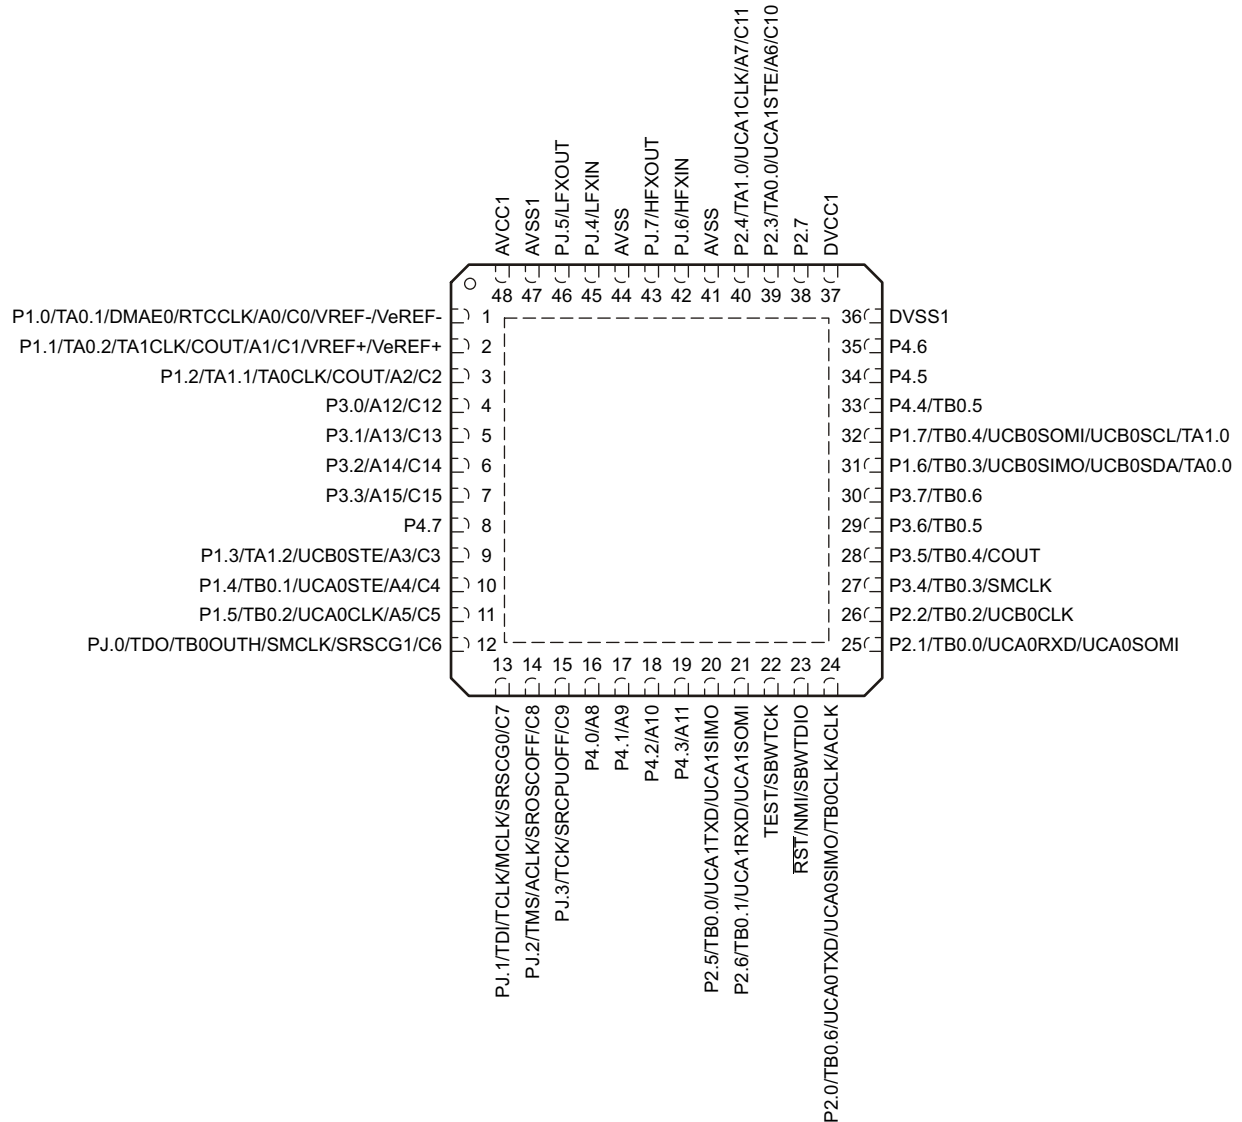 AVCC1
AVSS1
PJ.5/LFXOUT
PJ.4/LFXIN
AVSS
PJ.7/HFXOUT
PJ.6/HFXIN
AVSS
P2.4/TA1.0/UCA1CLK/A7/C11
P2.3/TA0.0/UCA1STE/A6/C10
P2.7
DVCC1
48 47 46 45 44 43 42 41 40 39 38 37
P1.0/TA0.1/DMAE0/RTCCLK/A0/C0/VREF-/VeREF- 1
36 DVSS1
P1.1/TA0.2/TA1CLK/COUT/A1/C1/VREF+/VeREF+ 2
35 P4.6
P1.2/TA1.1/TA0CLK/COUT/A2/C2 3
34 P4.5
P3.0/A12/C12 4
33 P4.4/TB0.5
P3.1/A13/C13 5
32 P1.7/TB0.4/UCB0SOMI/UCB0SCL/TA1.0
P3.2/A14/C14 6
31 P1.6/TB0.3/UCB0SIMO/UCB0SDA/TA0.0
P3.3/A15/C15 7
30 P3.7/TB0.6
P4.7 8
29 P3.6/TB0.5
P1.3/TA1.2/UCB0STE/A3/C3 9
28 P3.5/TB0.4/COUT
P1.4/TB0.1/UCA0STE/A4/C4 10
27 P3.4/TB0.3/SMCLK
P1.5/TB0.2/UCA0CLK/A5/C5 11
26 P2.2/TB0.2/UCB0CLK
PJ.0/TDO/TB0OUTH/SMCLK/SRSCG1/C6 12
25 P2.1/TB0.0/UCA0RXD/UCA0SOMI
13 14 15 16 17 18 19 20 21 22 23 24
PJ.1/TDI/TCLK/MCLK/SRSCG0/C7
PJ.2/TMS/ACLK/SROSCOFF/C8
PJ.3/TCK/SRCPUOFF/C9
P4.0/A8
P4.1/A9
P4.2/A10
P4.3/A11
P2.5/TB0.0/UCA1TXD/UCA1SIMO
P2.6/TB0.1/UCA1RXD/UCA1SOMI
TEST/SBWTCK
RST/NMI/SBWTDIO
P2.0/TB0.6/UCA0TXD/UCA0SIMO/TB0CLK/ACLK